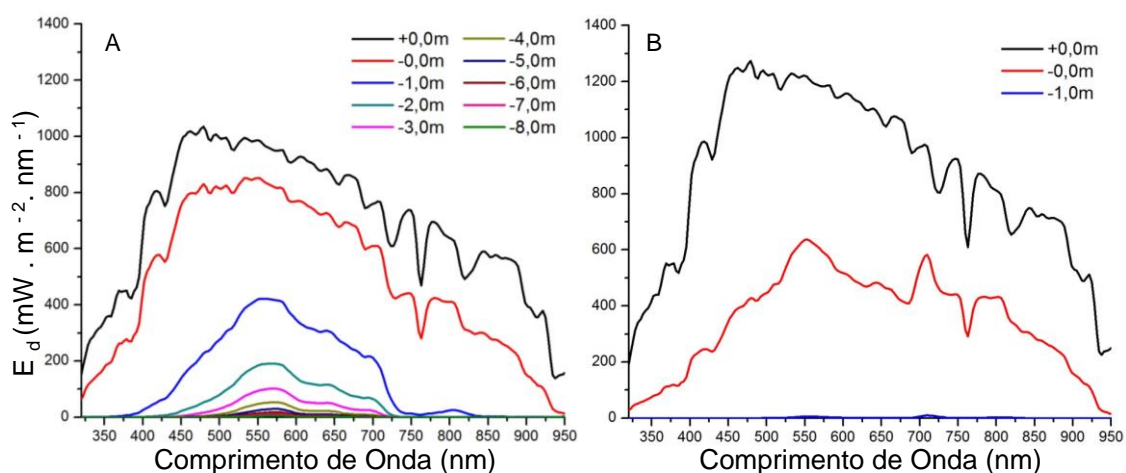 A
+0,0m
-0,0m
-1,0m
-2,0m
-3,0m
-4,0m
-5,0m
-6,0m
-7,0m
-8,0m
E d (mW . m -2 . nm -1)
1400
1200
1000
800
600
400
200
0
350 400 450 500 550 600 650 700 750 800 850 900 950
Comprimento de Onda (nm)
B
+0,0m
-0,0m
-1,0m
1400
1200
1000
800
600
400
200
0
350 400 450 500 550 600 650 700 750 800 850 900 950
Comprimento de Onda (nm)